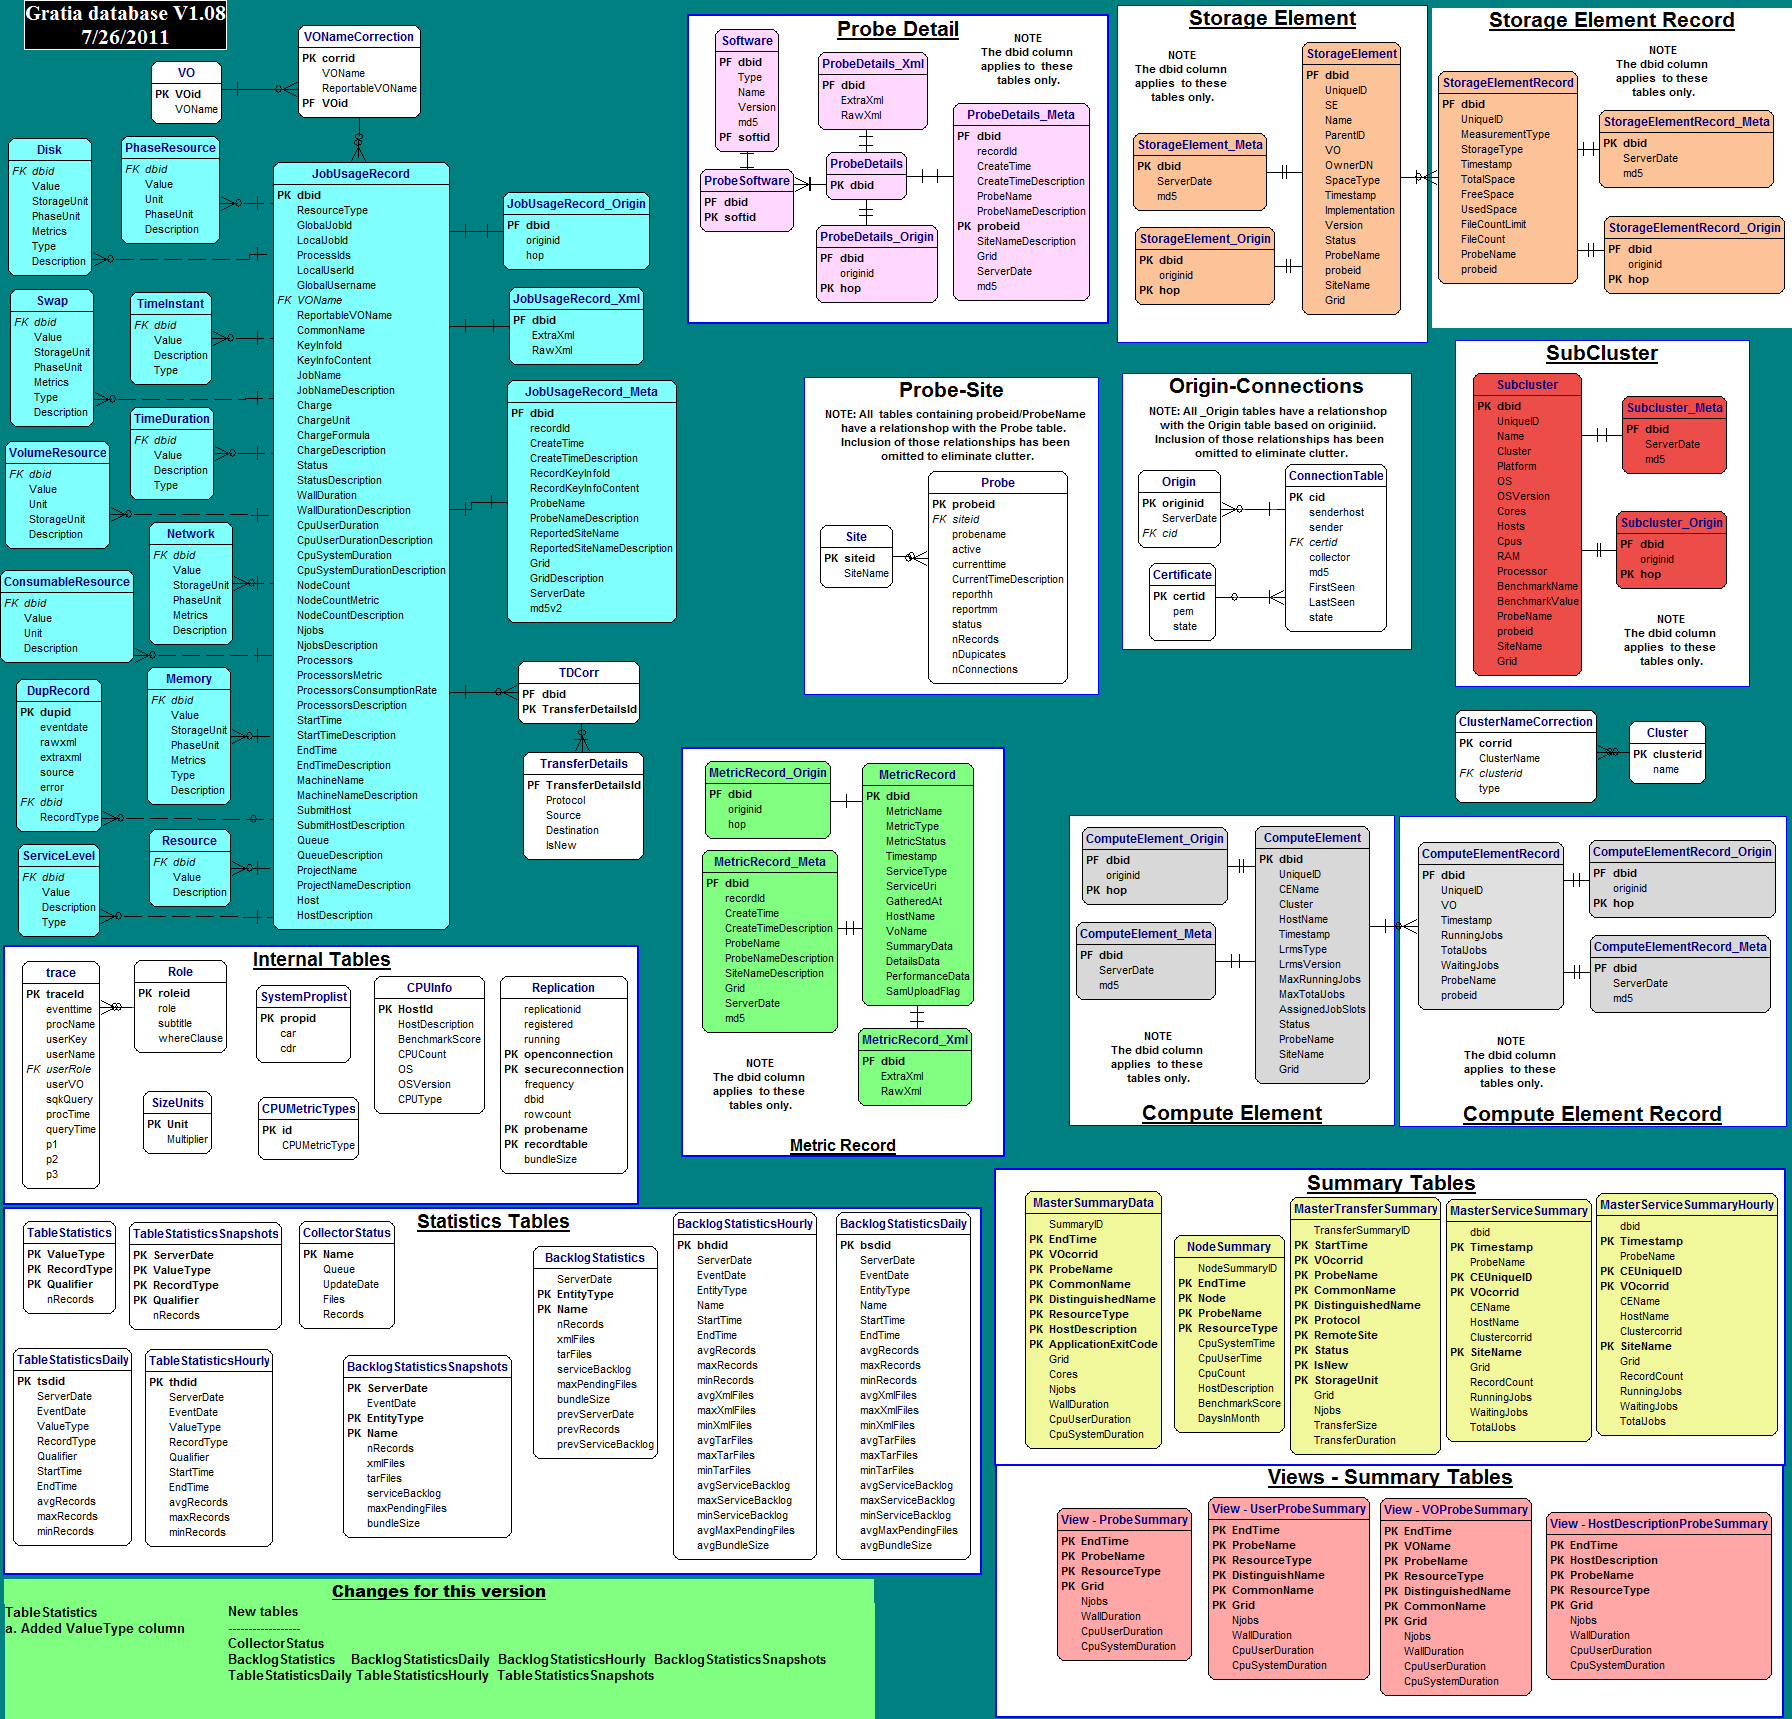 Gratia database V1.08
7/26/2011
VO
PK VOid
VOName
VONameCorrection
PK corrid
VOName
ReportableVOName
PF VOid
Disk
FK dbid
Value
StorageUnit
PhaseUnit
Metrics
Type
Description
PhaseResource
FK dbid
Value
Unit
PhaseUnit
Description
Swap
FK dbid
Value
StorageUnit
PhaseUnit
Metrics
Type
Description
TimeInstant
FK dbid
Value
Description
Type
TimeDuration
FK dbid
Value
Description
Type
VolumeResource
FK dbid
Value
Unit
StorageUnit
Description
Network
FK dbid
Value
StorageUnit
PhaseUnit
Metrics
Description
ConsumableResource
FK dbid
Value
Unit
Description
Memory
FK dbid
Value
StorageUnit
PhaseUnit
Metrics
Type
Description
DupRecord
PK dupid
eventdate
rawxml
extraxml
source
error
FK dbid
RecordType
Resource
FK dbid
Value
Description
ServiceLevel
FK dbid
Value
Description
Type
JobUsageRecord
PK dbid
ResourceType
GlobalJobId
LocalJobId
ProcessIds
LocalUserId
GlobalUsername
FK VOName
ReportableVOName
CommonName
KeyInfoId
KeyInfoContent
JobName
JobNameDescription
Charge
ChargeUnit
ChargeFormula
ChargeDescription
Status
StatusDescription
WallDuration
WallDurationDescription
CpuUserDuration
CpuUserDurationDescription
CpuSystemDuration
CpuSystemDurationDescription
NodeCount
NodeCountMetric
NodeCountDescription
Njobs
NjobsDescription
Processors
ProcessorsMetric
ProcessorsConsumptionRate
ProcessorsDescription
StartTime
StartTimeDescription
EndTime
EndTimeDescription
MachineName
MachineNameDescription
SubmitHost
SubmitHostDescription
Queue
QueueDescription
ProjectName
ProjectNameDescription
Host
HostDescription
JobUsageRecord_Origin
PF dbid
originid
hop
JobUsageRecord_Xml
PF dbid
ExtraXml
RawXml
JobUsageRecord_Meta
PF dbid
recordId
CreateTime
CreateTimeDescription
RecordKeyInfoId
RecordKeyInfoContent
ProbeName
ProbeNameDescription
ReportedSiteName
ReportedSiteNameDescription
Grid
GridDescription
ServerDate
md5v2
TDCorr
PF dbid
PK TransferDetailsId
TransferDetails
PF TransferDetailsId
Protocol
Source
Destination
IsNew
Probe Detail
NOTE
The dbid column
applies to these
tables only.
Software
PF dbid
Type
Name
Version
md5
PF softid
ProbeDetails_Xml
PF dbid
ExtraXml
RawXml
ProbeDetails_Meta
PF dbid
recordId
CreateTime
CreateTimeDescription
ProbeName
ProbeNameDescription
PK probeid
SiteNameDescription
Grid
ServerDate
md5
ProbeSoftware
PF dbid
PK softid
ProbeDetails
PK dbid
ProbeDetails_Origin
PF dbid
originid
PK hop
Storage Element
NOTE
The dbid column
applies to these
tables only.
StorageElement
PF dbid
UniqueID
SE
Name
ParentID
VO
OwnerDN
SpaceType
Timestamp
Implementation
Version
Status
ProbeName
probeid
SiteName
Grid
StorageElement_Meta
PK dbid
ServerDate
md5
StorageElement_Origin
PK dbid
originid
PK hop
Storage Element Record
NOTE
The dbid column
applies to these
tables only.
StorageElementRecord
PF dbid
UniqueID
MeasurementType
StorageType
Timestamp
TotalSpace
FreeSpace
UsedSpace
FileCountLimit
FileCount
ProbeName
probeid
StorageElementRecord_Meta
PK dbid
ServerDate
md5
StorageElementRecord_Origin
PF dbid
originid
PK hop
Probe-Site
NOTE: All tables containing probeid/ProbeName
have a relationshop with the Probe table.
Inclusion of those relationships has been
omitted to eliminate clutter.
Site
PK siteid
SiteName
Probe
PK probeid
FK siteid
probename
active
currenttime
CurrentTimeDescription
reporthh
reportmm
status
nRecords
nDupicates
nConnections
Origin-Connections
NOTE: All _Origin tables have a relationshop
with the Origin table based on originiid.
Inclusion of those relationships has been
omitted to eliminate clutter.
Origin
PK originid
ServerDate
FK cid
Certificate
PK certid
pem
state
ConnectionTable
PK cid
senderhost
sender
FK certid
collector
md5
FirstSeen
LastSeen
state
SubCluster
Subcluster
PK dbid
UniqueID
Name
Cluster
Platform
OS
OSVersion
Cores
Hosts
Cpus
RAM
Processor
BenchmarkName
BenchmarkValue
ProbeName
probeid
SiteName
Grid
Subcluster_Meta
PF dbid
ServerDate
md5
Subcluster_Origin
PF dbid
originid
PK hop
NOTE
The dbid column
applies to these
tables only.
ClusterNameCorrection
PK corrid
ClusterName
FK clusterid
type
Cluster
PK clusterid
name
MetricRecord_Origin
PF dbid
originid
hop
MetricRecord_Meta
PF dbid
recordId
CreateTime
CreateTimeDescription
ProbeName
ProbeNameDescription
SiteNameDescription
Grid
ServerDate
md5
MetricRecord
PK dbid
MetricName
MetricType
MetricStatus
Timestamp
ServiceType
ServiceUri
GatheredAt
HostName
VoName
SummaryData
DetailsData
PerformanceData
SamUploadFlag
MetricRecord_Xml
PF dbid
ExtraXml
RawXml
NOTE
The dbid column
applies to these
tables only.
Metric Record
ComputeElement_Origin
PF dbid
originid
PK hop
ComputeElement_Meta
PF dbid
ServerDate
md5
ComputeElement
PK dbid
UniqueID
CEName
Cluster
HostName
Timestamp
LrmsType
LrmsVersion
MaxRunningJobs
MaxTotalJobs
AssignedJobSlots
Status
ProbeName
SiteName
Grid
NOTE
The dbid column
applies to these
tables only.
Compute Element
ComputeElementRecord
PF dbid
UniqueID
VO
Timestamp
RunningJobs
TotalJobs
WaitingJobs
ProbeName
probeid
ComputeElementRecord_Origin
PF dbid
originid
PK hop
ComputeElementRecord_Meta
PF dbid
ServerDate
md5
NOTE
The dbid column
applies to these
tables only.
Compute Element Record
Internal Tables
trace
PK traceId
eventtime
procName
userKey
userName
FK userRole
userVO
sqkQuery
procTime
queryTime
p1
p2
p3
Role
PK roleid
role
subtitle
whereClause
SystemProplist
PK propid
car
cdr
CPUInfo
PK HostId
HostDescription
BenchmarkScore
CPUCount
OS
OSVersion
CPUType
Replication
replicationid
registered
running
PK openconnection
PK secureconnection
frequency
dbid
rowcount
PK probename
PK recordtable
bundleSize
SizeUnits
PK Unit
Multiplier
CPUMetricTypes
PK id
CPUMetricType
Statistics Tables
TableStatistics
PK ValueType
PK RecordType
PK Qualifier
nRecords
TableStatisticsSnapshots
PK ServerDate
PK ValueType
PK RecordType
PK Qualifier
nRecords
CollectorStatus
PK Name
Queue
UpdateDate
Files
Records
TableStatisticsDaily
PK tsdid
ServerDate
EventDate
ValueType
RecordType
Qualifier
StartTime
EndTime
avgRecords
maxRecords
minRecords
TableStatisticsHourly
PK thdid
ServerDate
EventDate
ValueType
RecordType
Qualifier
StartTime
EndTime
avgRecords
maxRecords
minRecords
BacklogStatisticsSnapshots
PK ServerDate
EventDate
PK EntityType
PK Name
nRecords
xmlFiles
tarFiles
serviceBacklog
maxPendingFiles
bundleSize
BacklogStatistics
ServerDate
PK EntityType
PK Name
nRecords
xmlFiles
tarFiles
serviceBacklog
maxPendingFiles
bundleSize
prevServerDate
prevRecords
prevServiceBacklog
BacklogStatisticsHourly
PK bhdid
ServerDate
EventDate
EntityType
Name
StartTime
EndTime
avgRecords
maxRecords
minRecords
avgXmlFiles
maxXmlFiles
minXmlFiles
avgTarFiles
maxTarFiles
minTarFiles
avgServiceBacklog
maxServiceBacklog
minServiceBacklog
avgMaxPendingFiles
avgBundleSize
BacklogStatisticsDaily
PK bsdid
ServerDate
EventDate
EntityType
Name
StartTime
EndTime
avgRecords
maxRecords
minRecords
avgXmlFiles
maxXmlFiles
minXmlFiles
avgTarFiles
maxTarFiles
minTarFiles
avgServiceBacklog
maxServiceBacklog
minServiceBacklog
avgMaxPendingFiles
avgBundleSize
Summary Tables
MasterSummaryData
SummaryID
PK EndTime
PK VOcorrid
PK ProbeName
PK CommonName
PK DistinguishedName
PK ResourceType
PK HostDescription
PK ApplicationExitCode
Grid
Cores
Njobs
WallDuration
CpuUserDuration
CpuSystemDuration
NodeSummary
NodeSummaryID
PK EndTime
PK Node
PK ProbeName
PK ResourceType
CpuSystemTime
CpuUserTime
CpuCount
HostDescription
BenchmarkScore
DaysInMonth
MasterTransferSummary
TransferSummaryID
PK StartTime
PK VOcorrid
PK ProbeName
PK CommonName
PK DistinguishedName
PK Protocol
PK RemoteSite
PK Status
PK IsNew
PK StorageUnit
Grid
Njobs
TransferSize
TransferDuration
MasterServiceSummary
dbid
PK Timestamp
ProbeName
PK CEUniqueID
PK VOcorrid
CEName
HostName
Clustercorrid
PK SiteName
Grid
RecordCount
RunningJobs
WaitingJobs
TotalJobs
MasterServiceSummaryHourly
dbid
PK Timestamp
ProbeName
PK CEUniqueID
PK VOcorrid
CEName
HostName
Clustercorrid
PK SiteName
Grid
RecordCount
RunningJobs
WaitingJobs
TotalJobs
Views - Summary Tables
View - ProbeSummary
PK EndTime
PK ProbeName
PK ResourceType
PK Grid
Njobs
WallDuration
CpuUserDuration
CpuSystemDuration
View - UserProbeSummary
PK EndTime
PK ProbeName
PK ResourceType
PK DistinguishName
PK CommonName
PK Grid
Njobs
WallDuration
CpuUserDuration
CpuSystemDuration
View - VOProbeSummary
PK EndTime
PK VOName
PK ProbeName
PK ResourceType
PK DistinguishedName
PK CommonName
PK Grid
Njobs
WallDuration
CpuUserDuration
CpuSystemDuration
View - HostDescriptionProbeSummary
PK EndTime
PK HostDescription
PK ProbeName
PK ResourceType
PK Grid
Njobs
WallDuration
CpuUserDuration
CpuSystemDuration
Changes for this version
TableStatistics
a. Added ValueType column
New tables
------------------
CollectorStatus
BacklogStatistics BacklogStatisticsDaily BacklogStatisticsHourly BacklogStatisticsSnapshots
TableStatisticsDaily TableStatisticsHourly TableStatisticsSnapshots